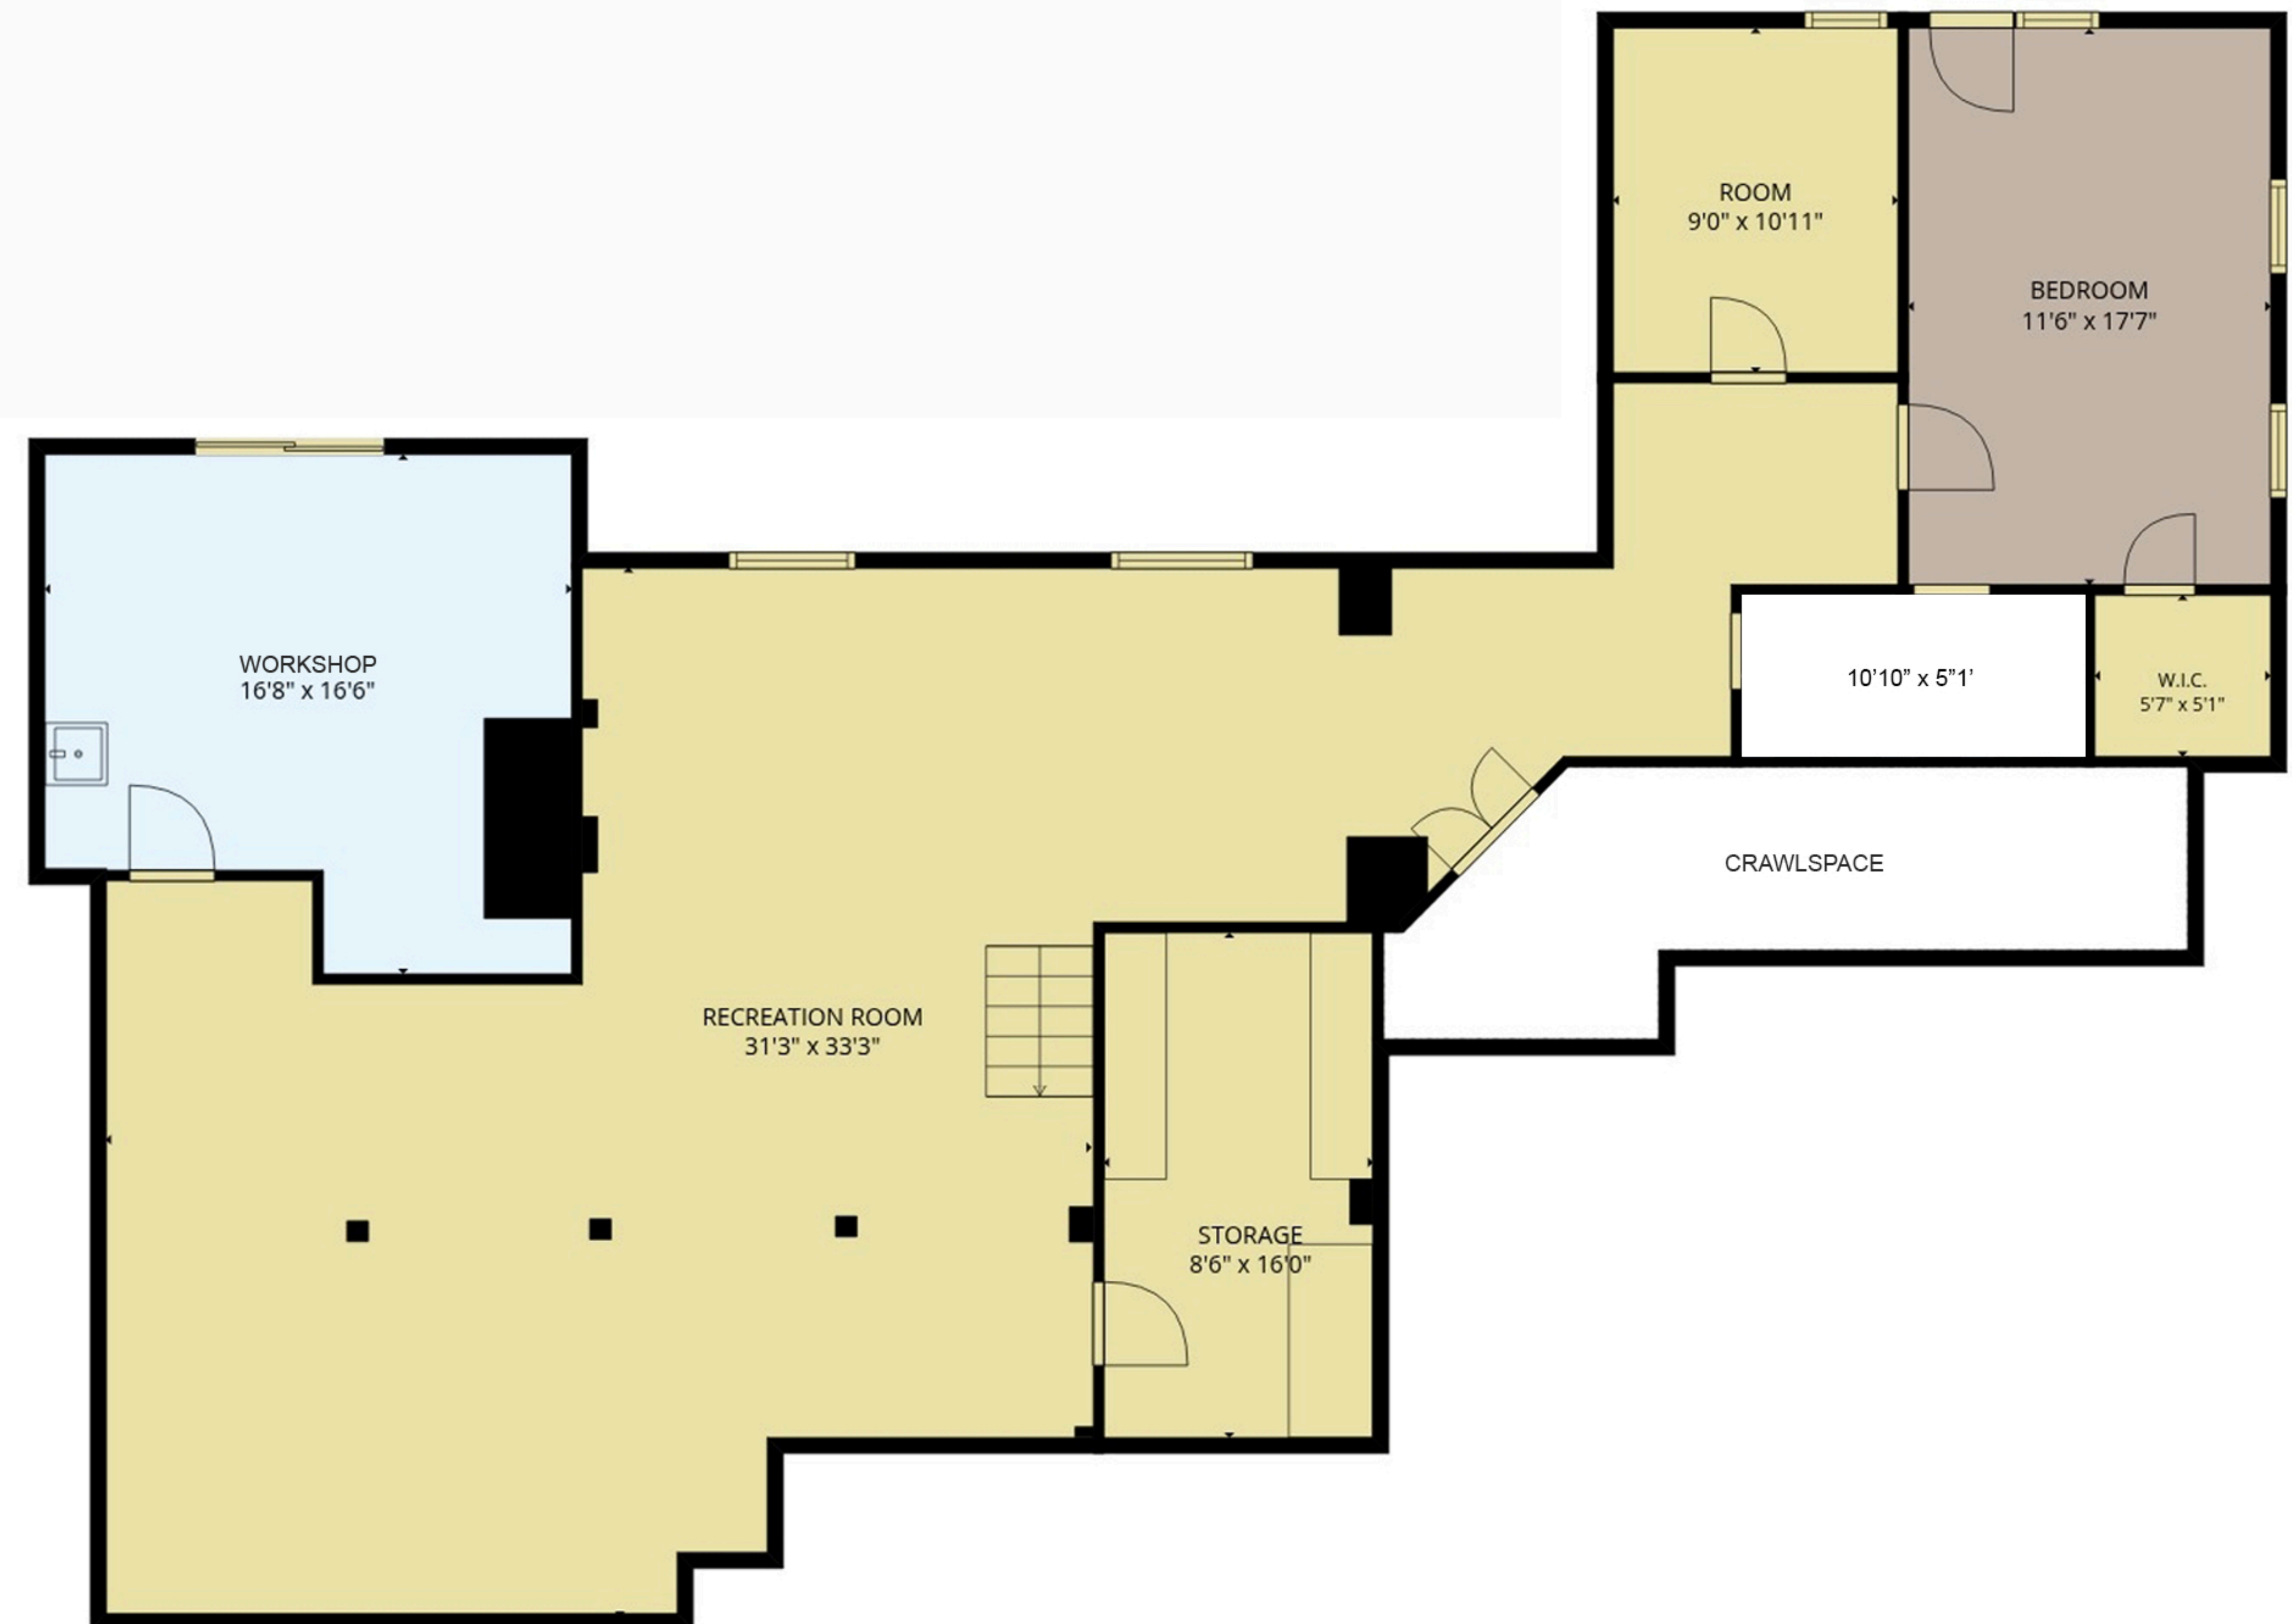 ROOM
9'0" x 10'11"
BEDROOM
11'6" x 17'7"
WORKSHOP
16'8" x 16'6"
10’10” x 5”1’
W.I.C.
5'7" x 5'1"
CRAWLSPACE
RECREATION ROOM
31'3" x 33'3"
STORAGE
8'6" x 16'0"